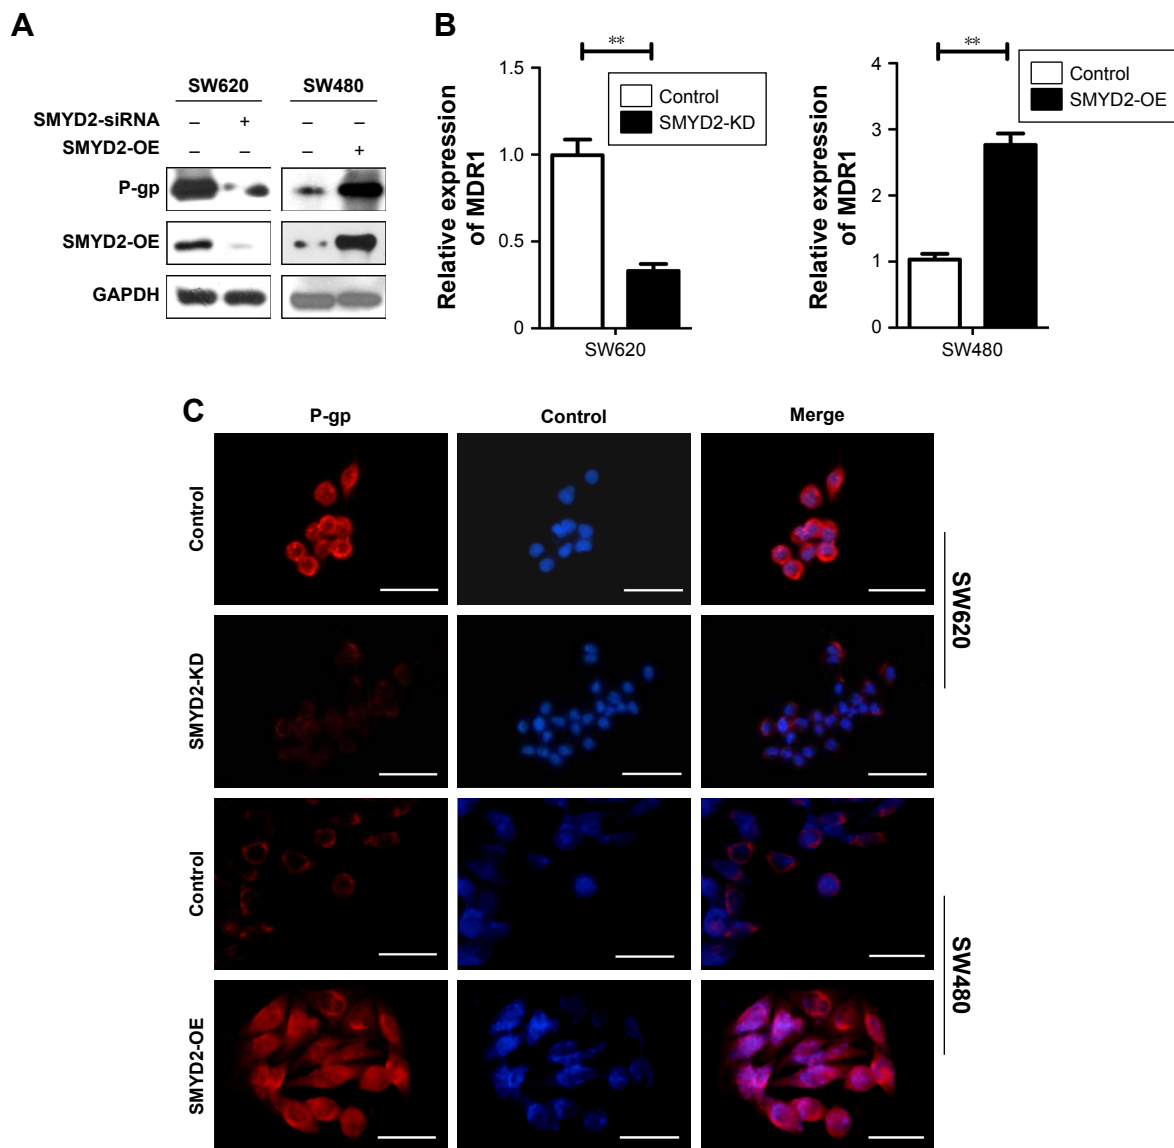 A
SW620 SW480
SMYD2-siRNA – + – –
SMYD2-OE – – – +
P-gp
SMYD2-OE
GAPDH
B
**
Relative expression
of MDR1
1.5
1.0
0.5
0
Control
SMYD2-KD
SW620
**
Relative expression
of MDR1
4
3
2
1
0
Control
SMYD2-OE
SW480
C
P-gp Control Merge
Control
SMYD2-KD
SW620
Control
SMYD2-OE
SW480